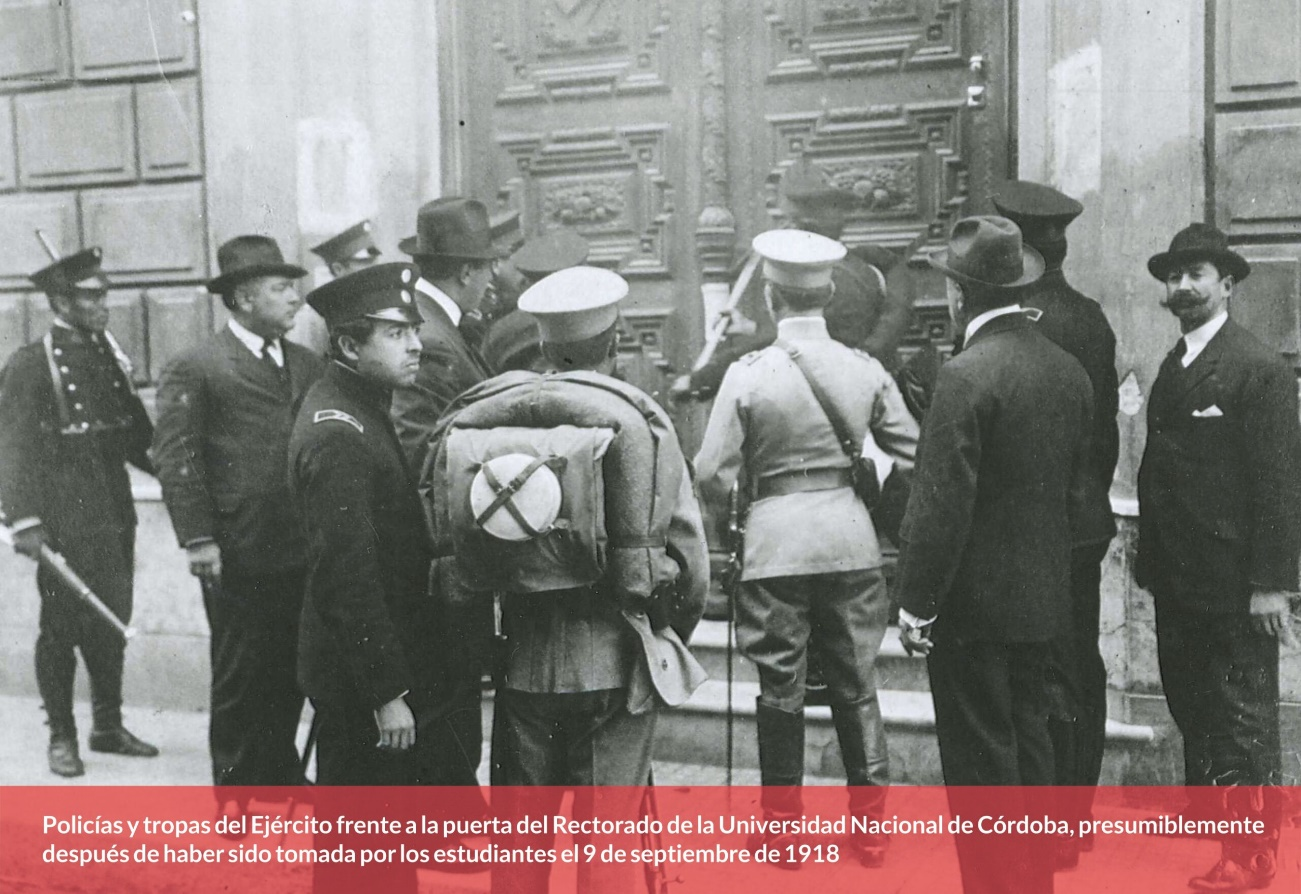 Policías y tropas del Ejército frente a la puerta del Rectorado de la Universidad Nacional de Córdoba, presumiblemente
después de haber sido tomada por los estudiantes el 9 de septiembre de 1918